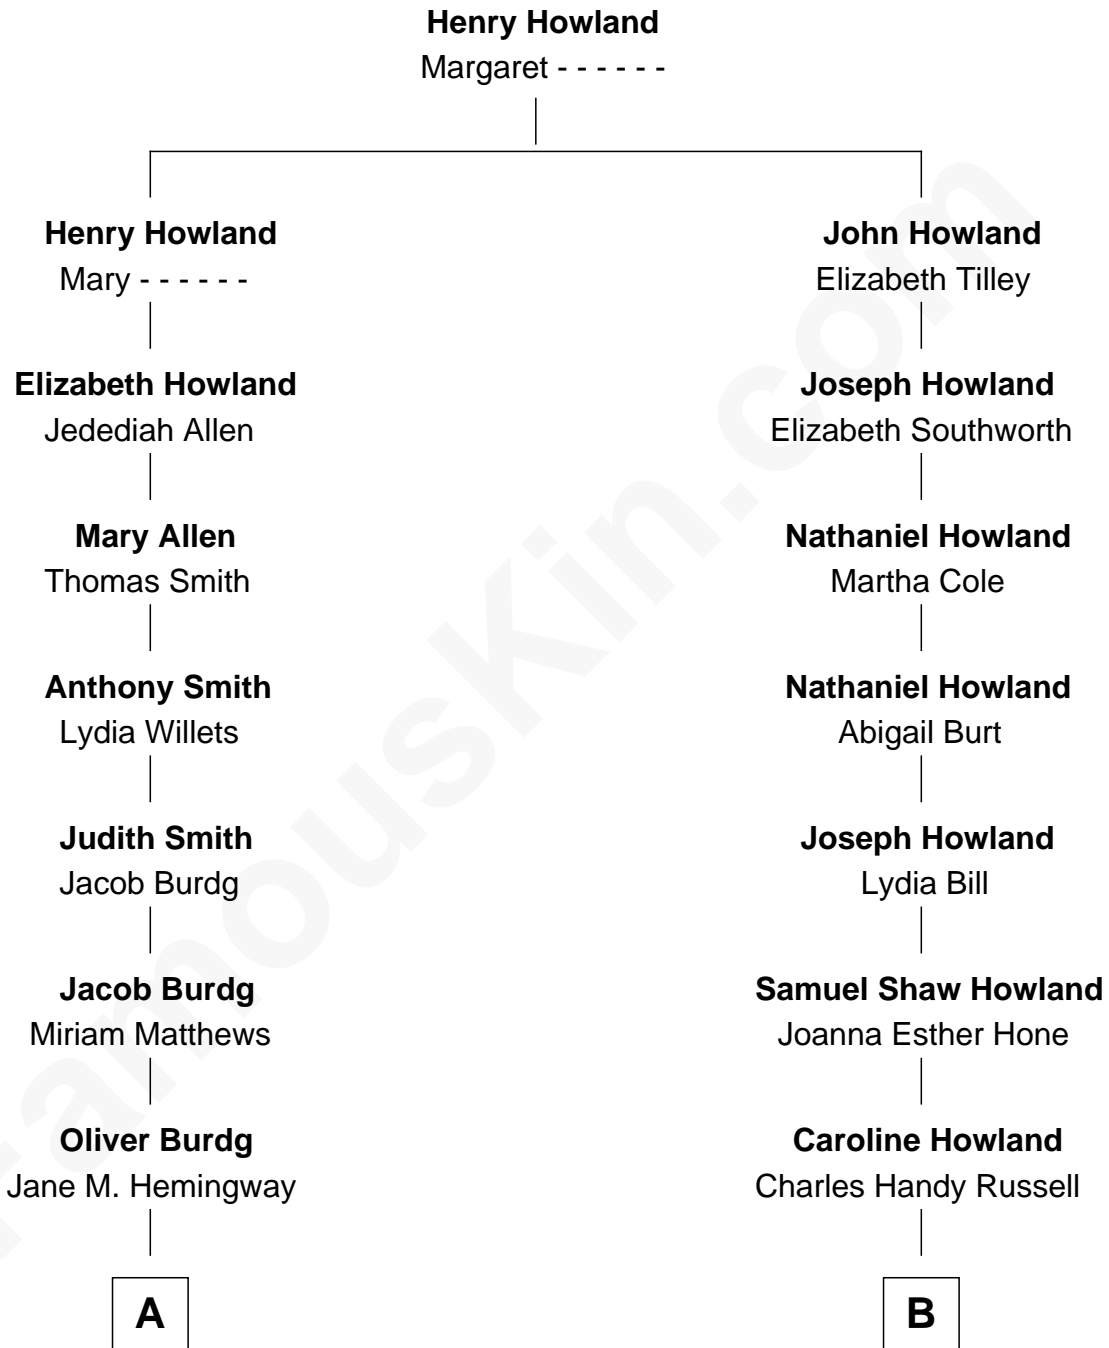 Henry Howland
Margaret - - - - - -
Henry Howland
Mary - - - - - -
John Howland
Elizabeth Tilley
Elizabeth Howland
Jedediah Allen
Joseph Howland
Elizabeth Southworth
Mary Allen
Thomas Smith
Nathaniel Howland
Martha Cole
Anthony Smith
Lydia Willets
Nathaniel Howland
Abigail Burt
Judith Smith
Jacob Burdg
Joseph Howland
Lydia Bill
Jacob Burdg
Miriam Matthews
Samuel Shaw Howland
Joanna Esther Hone
Oliver Burdg
Jane M. Hemingway
Caroline Howland
Charles Handy Russell
A
B
FamousKin.com